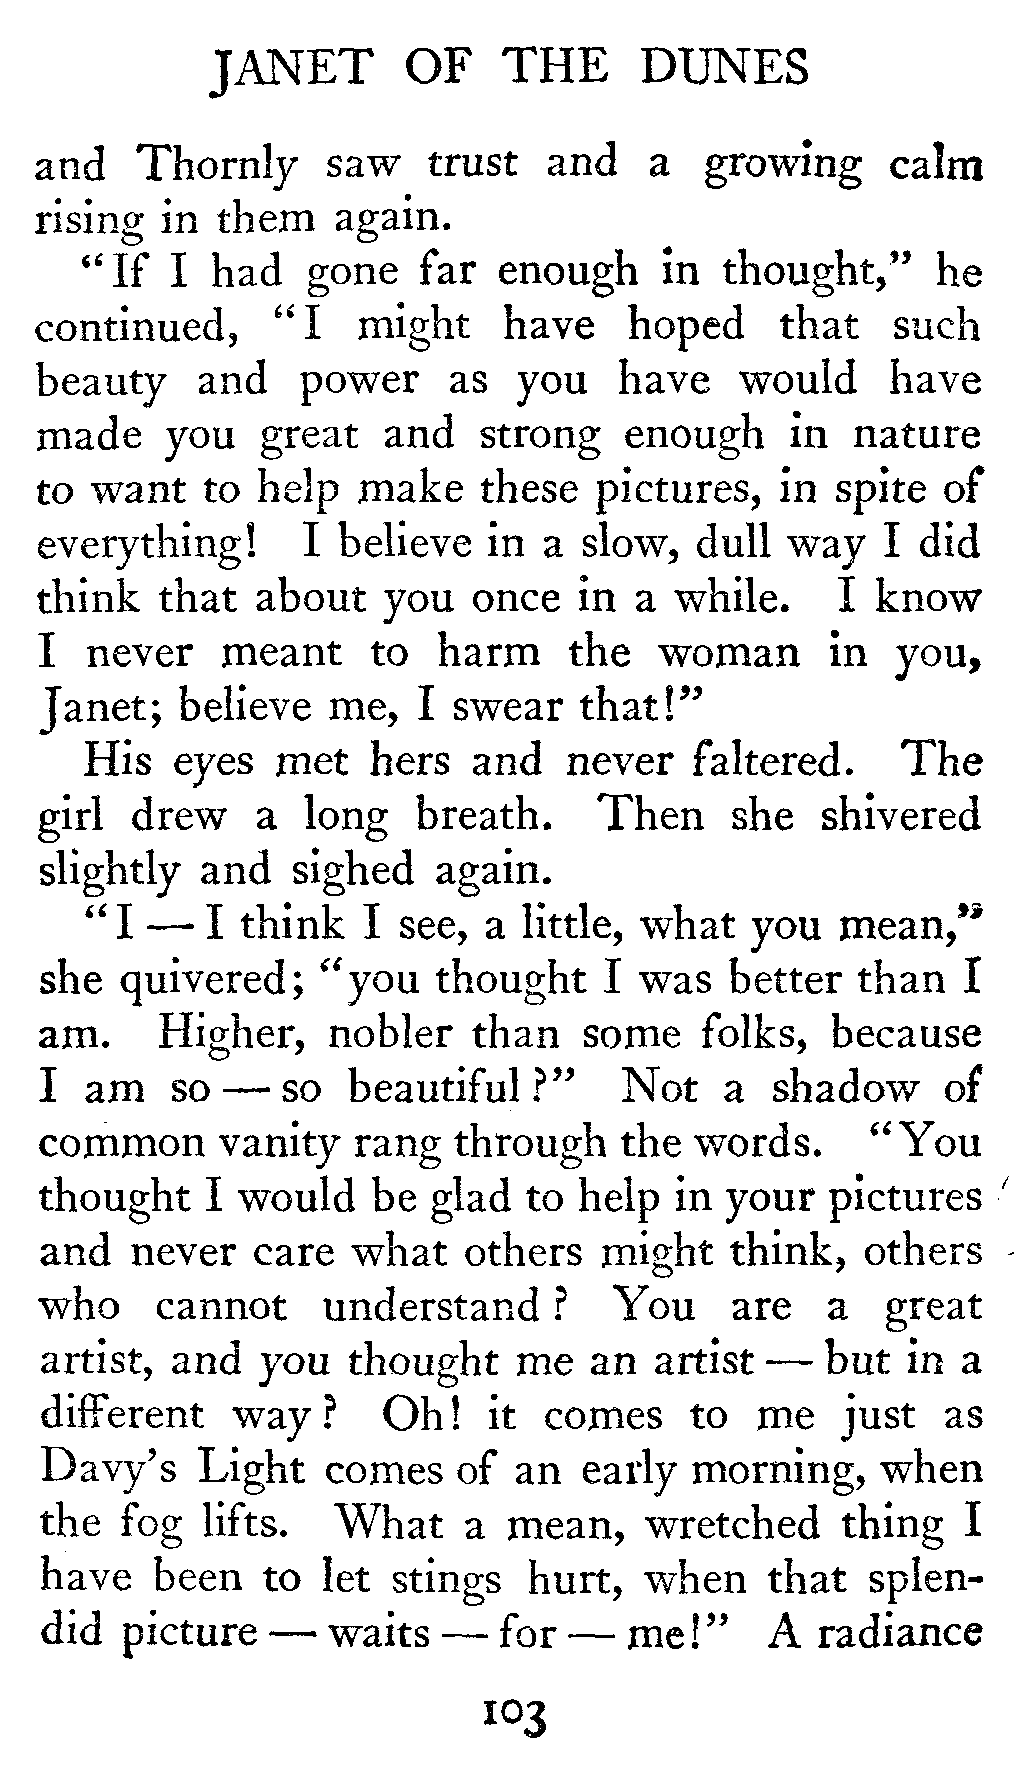 JANET OF THE DUNES
and Thornly saw trust and a growing calm
rising in them again.
“If I had gone far enough in thought,” he
continued, “I might have hoped that such
beauty and power as you have would have
made you great and strong enough in nature
to want to help make these pictures, in spite of
everything! I believe in a slow, dull way I did
think that about you once in a while. I know
I never meant to harm the woman in you,
Janet; believe me, I swear that!”
His eyes met hers and never faltered. The
girl drew a long breath. Then she shivered
slightly and sighed again.
“I — I think I see, a little, what you mean,”
she quivered; “you thought I was better than I
am. Higher, nobler than some folks, because
I am so — so beautiful?” Not a shadow of
common vanity rang through the words. “You
thought I would be glad to help in your pictures
and never care what others might think, others
who cannot understand? You are a great
artist, and you thought me an artist — but in a
different way? Oh! it comes to me just as
Davy’s Light comes of an early morning, when
the fog lifts. What a mean, wretched thing I
have been to let stings hurt, when that splen-
did picture — waits — for — me!” A radiance
103